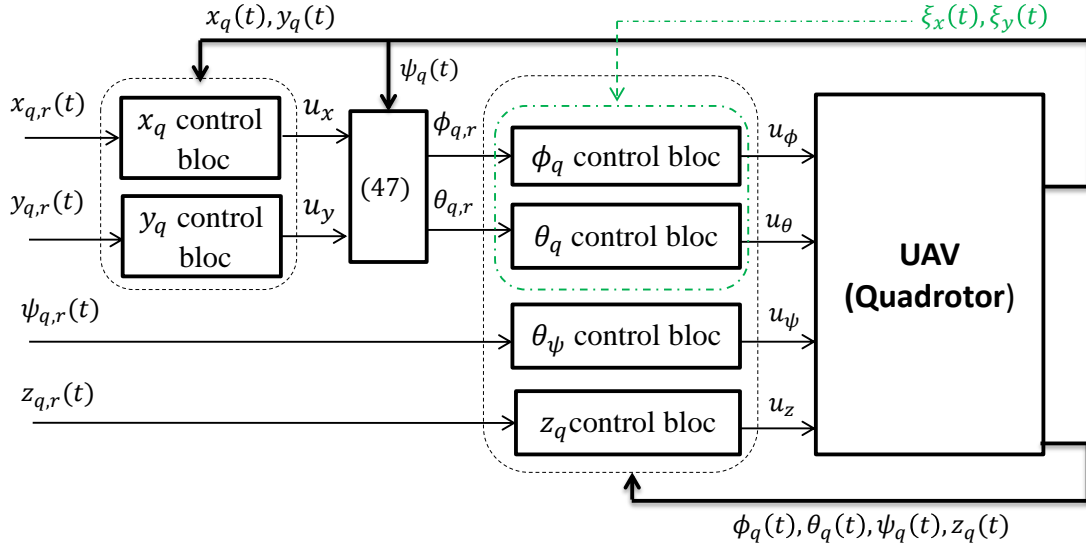 x_q(t), y_q(t)
ξ_x(t), ξ_y(t)
ψ_q(t)
x_{q,r}(t)
x_q control
bloc
u_x
ϕ_{q,r}
ϕ_q control bloc
u_ϕ
(47)
y_{q,r}(t)
y_q control
bloc
u_y
θ_{q,r}
θ_q control bloc
u_θ
UAV
(Quadrotor)
ψ_{q,r}(t)
θ_ψ control bloc
u_ψ
z_{q,r}(t)
z_q control bloc
u_z
ϕ_q(t), θ_q(t), ψ_q(t), z_q(t)